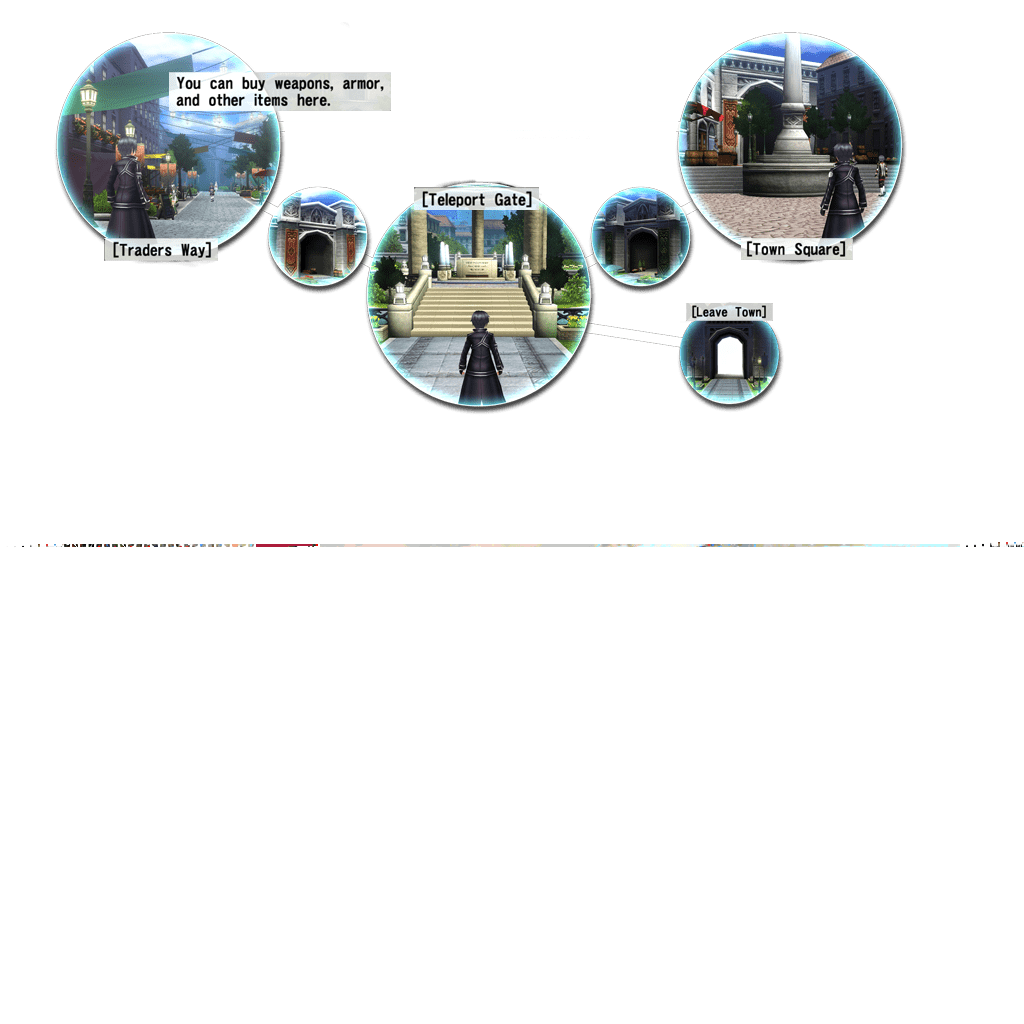 You can buy weapons, armor,
and other items here.
[Traders Way]
[Teleport Gate]
[Town Square]
[Leave Town]